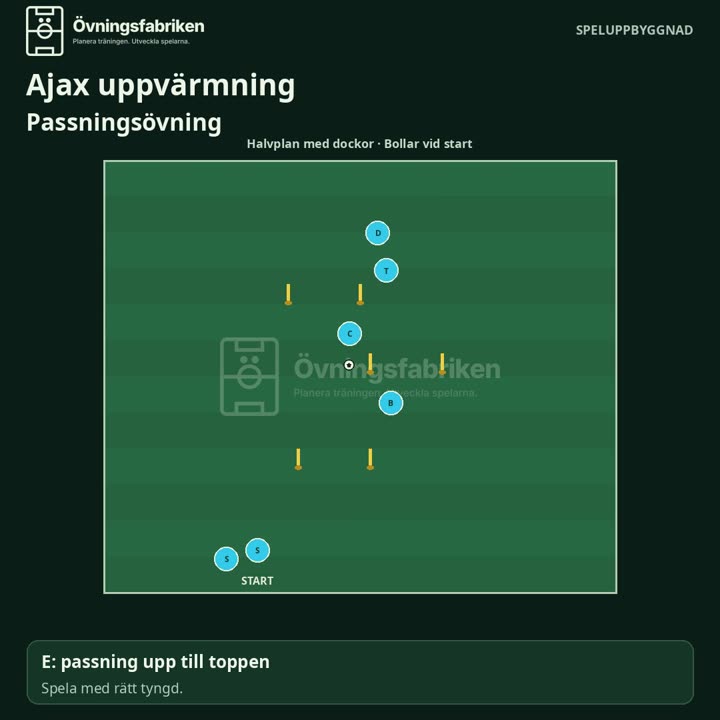 Övningsfabriken
Planera träningen. Utveckla spelarna.
SPELUPPBYGGNAD
Ajax uppvärmning
Passningsövning
Halvplan med dockor · Bollar vid start
D
T
C
Övningsfabriken
Planera träningen. Utveckla spelarna.
B
S
S
START
E: passning upp till toppen
Spela med rätt tyngd.